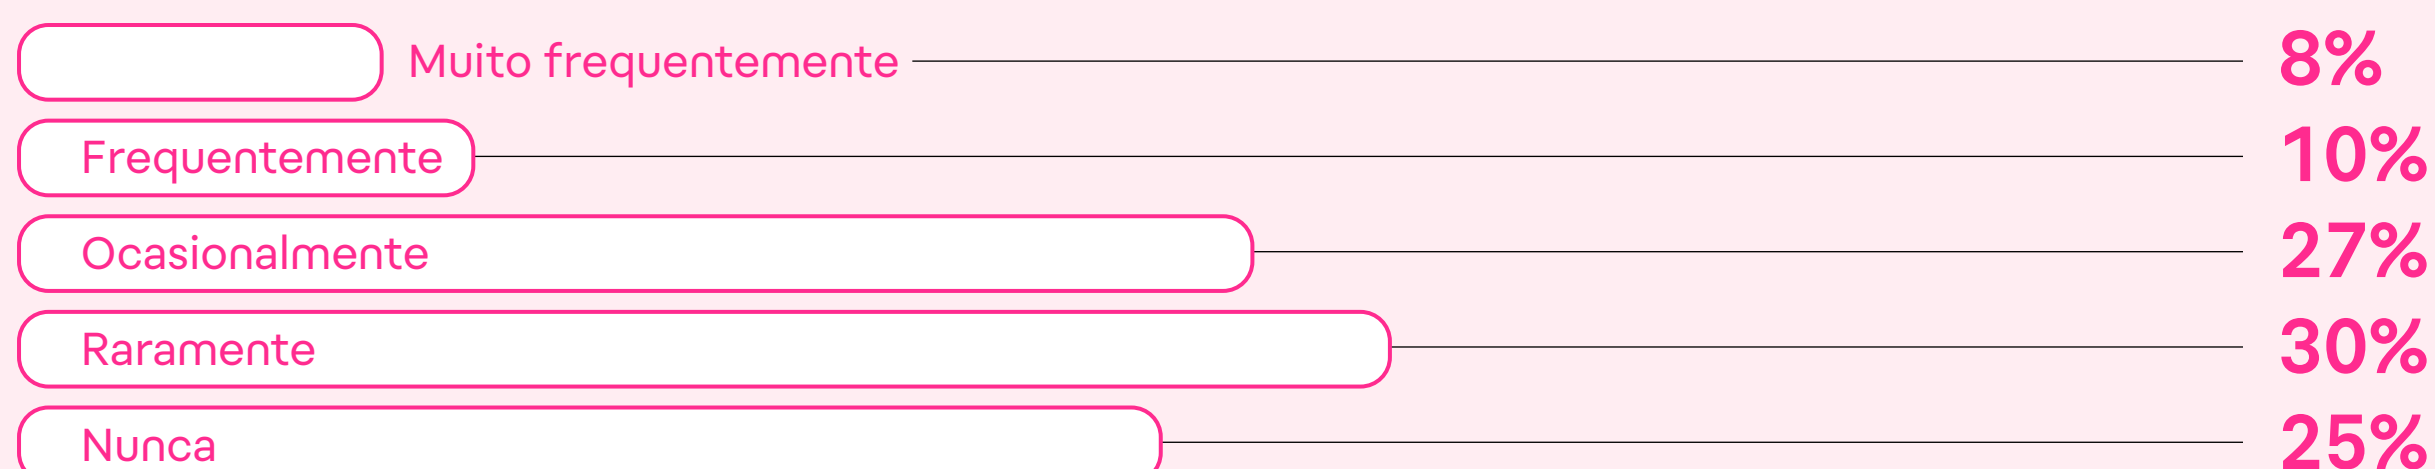 Muito frequentemente 8%
Frequentemente 10%
Ocasionalmente 27%
Raramente 30%
Nunca 25%